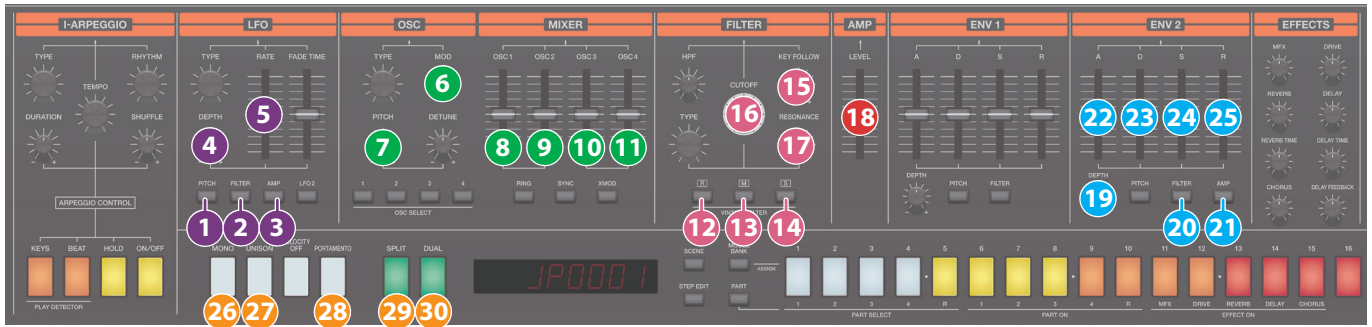 I-ARPEGGIO LFO OSC MIXER FILTER AMP ENV 1 ENV 2 EFFECTS
TYPE RHYTHM TYPE RATE FADE TIME TYPE MOD OSC 1 OSC 2 OSC 3 OSC 4 HPF KEY FOLLOW LEVEL A D S R A D S R MFX DRIVE
TEMPO CUTOFF
6 15
5 16 18 22 23 24 25
DURATION SHUFFLE DEPTH PITCH DETUNE TYPE RESONANCE REVERB DELAY
4 7 8 9 10 11 17
REVERB TIME DELAY TIME
DEPTH DEPTH
PITCH FILTER AMP LFO 2 1 2 3 4 RING SYNC XMOD R M S PITCH FILTER PITCH FILTER AMP CHORUS DELAY FEEDBACK
19
ARPEGGIO CONTROL OSC SELECT
1 2 3 12 13 14 20 21
KEYS BEAT HOLD ON/OFF MONO UNISON OFF PORTAMENTO SPLIT DUAL SCENE BANK 1 2 3 4 5 6 7 8 9 10 11 12 13 14 15 16
ASSIGN
JP0001
STEP EDIT PART
26 27 28 29 30
PLAY DETECTOR 1 2 3 4 R 1 2 3 4 R MFX DRIVE REVERB DELAY CHORUS
PART SELECT PART ON EFFECT ON